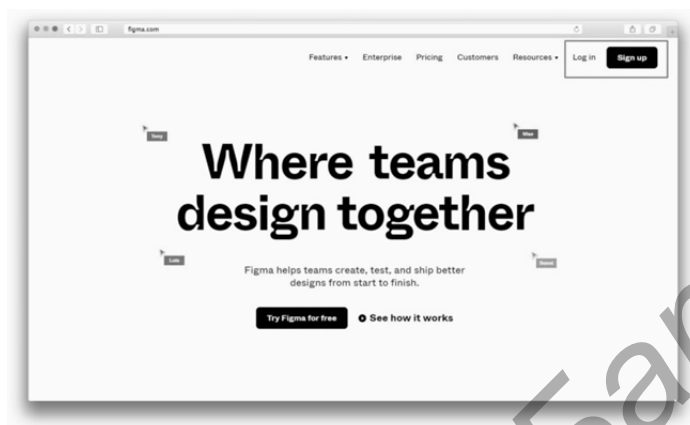 figma.com
Features Enterprise Pricing Customers Resources Log in Sign up
Tony
Where teams
design together
Figma helps teams create, test, and ship better
designs from start to finish.
Try Figma for free See how it works